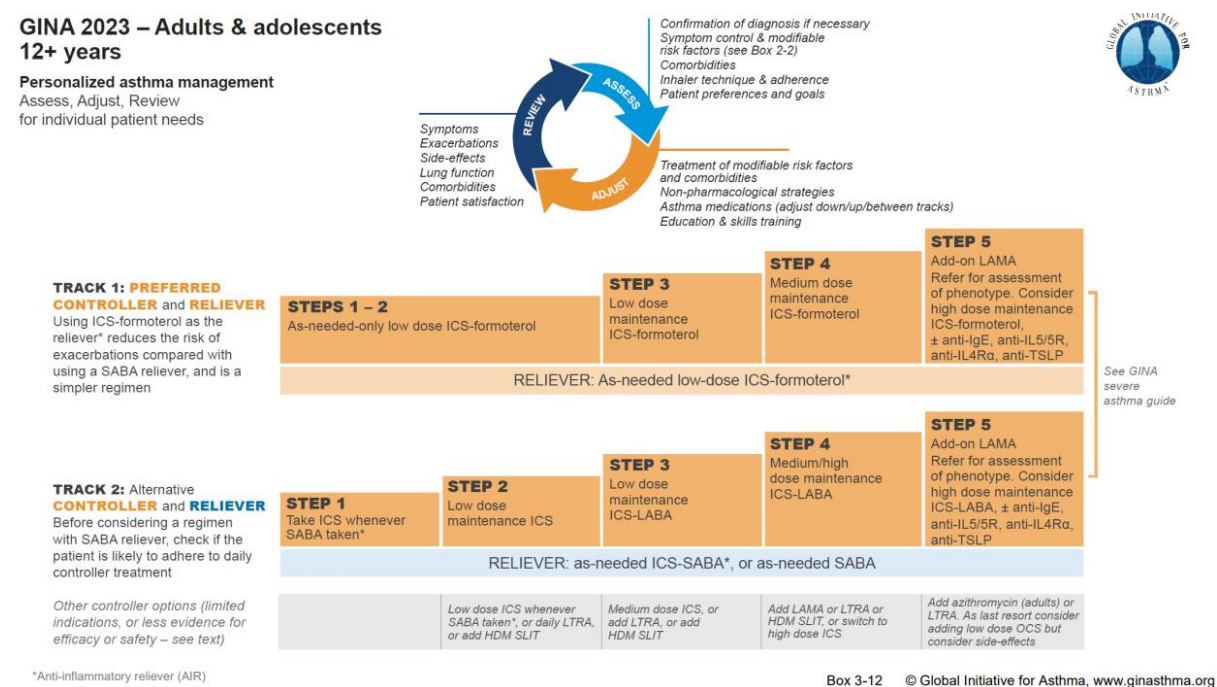 GINA 2023 – Adults & adolescents
12+ years
Personalized asthma management
Assess, Adjust, Review
for individual patient needs
GLOBAL INITIATIVE FOR
ASTHMA
Confirmation of diagnosis if necessary
Symptom control & modifiable
risk factors (see Box 2-2)
Comorbidities
Inhaler technique & adherence
Patient preferences and goals
REVIEW
ASSESS
ADJUST
Symptoms
Exacerbations
Side-effects
Lung function
Comorbidities
Patient satisfaction
Treatment of modifiable risk factors
and comorbidities
Non-pharmacological strategies
Asthma medications (adjust down/up/between tracks)
Education & skills training
TRACK 1: PREFERRED
CONTROLLER and RELIEVER
Using ICS-formoterol as the
reliever* reduces the risk of
exacerbations compared with
using a SABA reliever, and is a
simpler regimen
STEPS 1 – 2
As-needed-only low dose ICS-formoterol
STEP 3
Low dose
maintenance
ICS-formoterol
STEP 4
Medium dose
maintenance
ICS-formoterol
STEP 5
Add-on LAMA
Refer for assessment
of phenotype. Consider
high dose maintenance
ICS-formoterol,
± anti-IgE, anti-IL5/5R,
anti-IL4Rα, anti-TSLP
RELIEVER: As-needed low-dose ICS-formoterol*
See GINA
severe
asthma guide
TRACK 2: Alternative
CONTROLLER and RELIEVER
Before considering a regimen
with SABA reliever, check if the
patient is likely to adhere to daily
controller treatment
STEP 1
Take ICS whenever
SABA taken*
STEP 2
Low dose
maintenance ICS
STEP 3
Low dose
maintenance
ICS-LABA
STEP 4
Medium/high
dose maintenance
ICS-LABA
STEP 5
Add-on LAMA
Refer for assessment
of phenotype. Consider
high dose maintenance
ICS-LABA, ± anti-IgE,
anti-IL5/5R, anti-IL4Rα,
anti-TSLP
RELIEVER: as-needed ICS-SABA*, or as-needed SABA
Other controller options (limited
indications, or less evidence for
efficacy or safety – see text)
Low dose ICS whenever
SABA taken*, or daily LTRA,
or add HDM SLIT
Medium dose ICS, or
add LTRA, or add
HDM SLIT
Add LAMA or LTRA or
HDM SLIT, or switch to
high dose ICS
Add azithromycin (adults) or
LTRA. As last resort consider
adding low dose OCS but
consider side-effects
*Anti-inflammatory reliever (AIR)
Box 3-12 © Global Initiative for Asthma, www.ginasthma.org